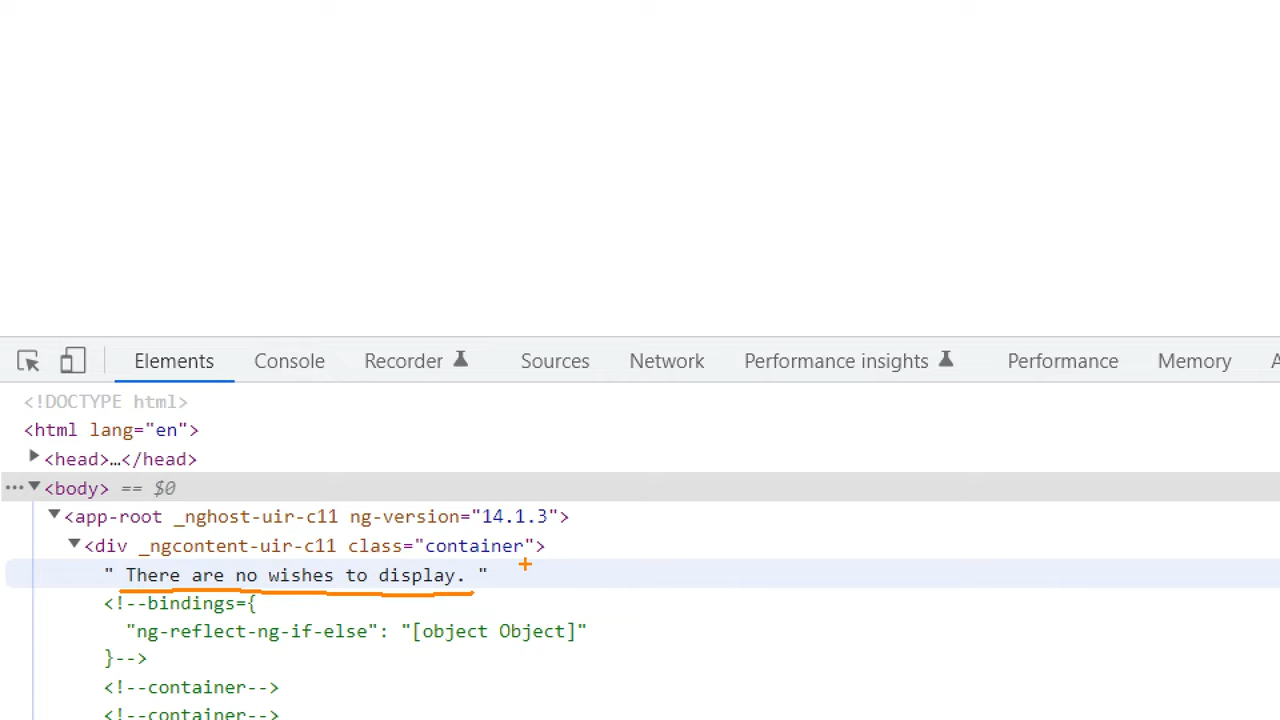 Elements Console Recorder Sources Network Performance insights Performance Memory
<!DOCTYPE html>
<html lang="en">
<head>…</head>
<body> == $0
<app-root _nghost-uir-c11 ng-version="14.1.3">
<div _ngcontent-uir-c11 class="container">
" There are no wishes to display. "
<!--bindings={
"ng-reflect-ng-if-else": "[object Object]"
}-->
<!--container-->
<!--container-->